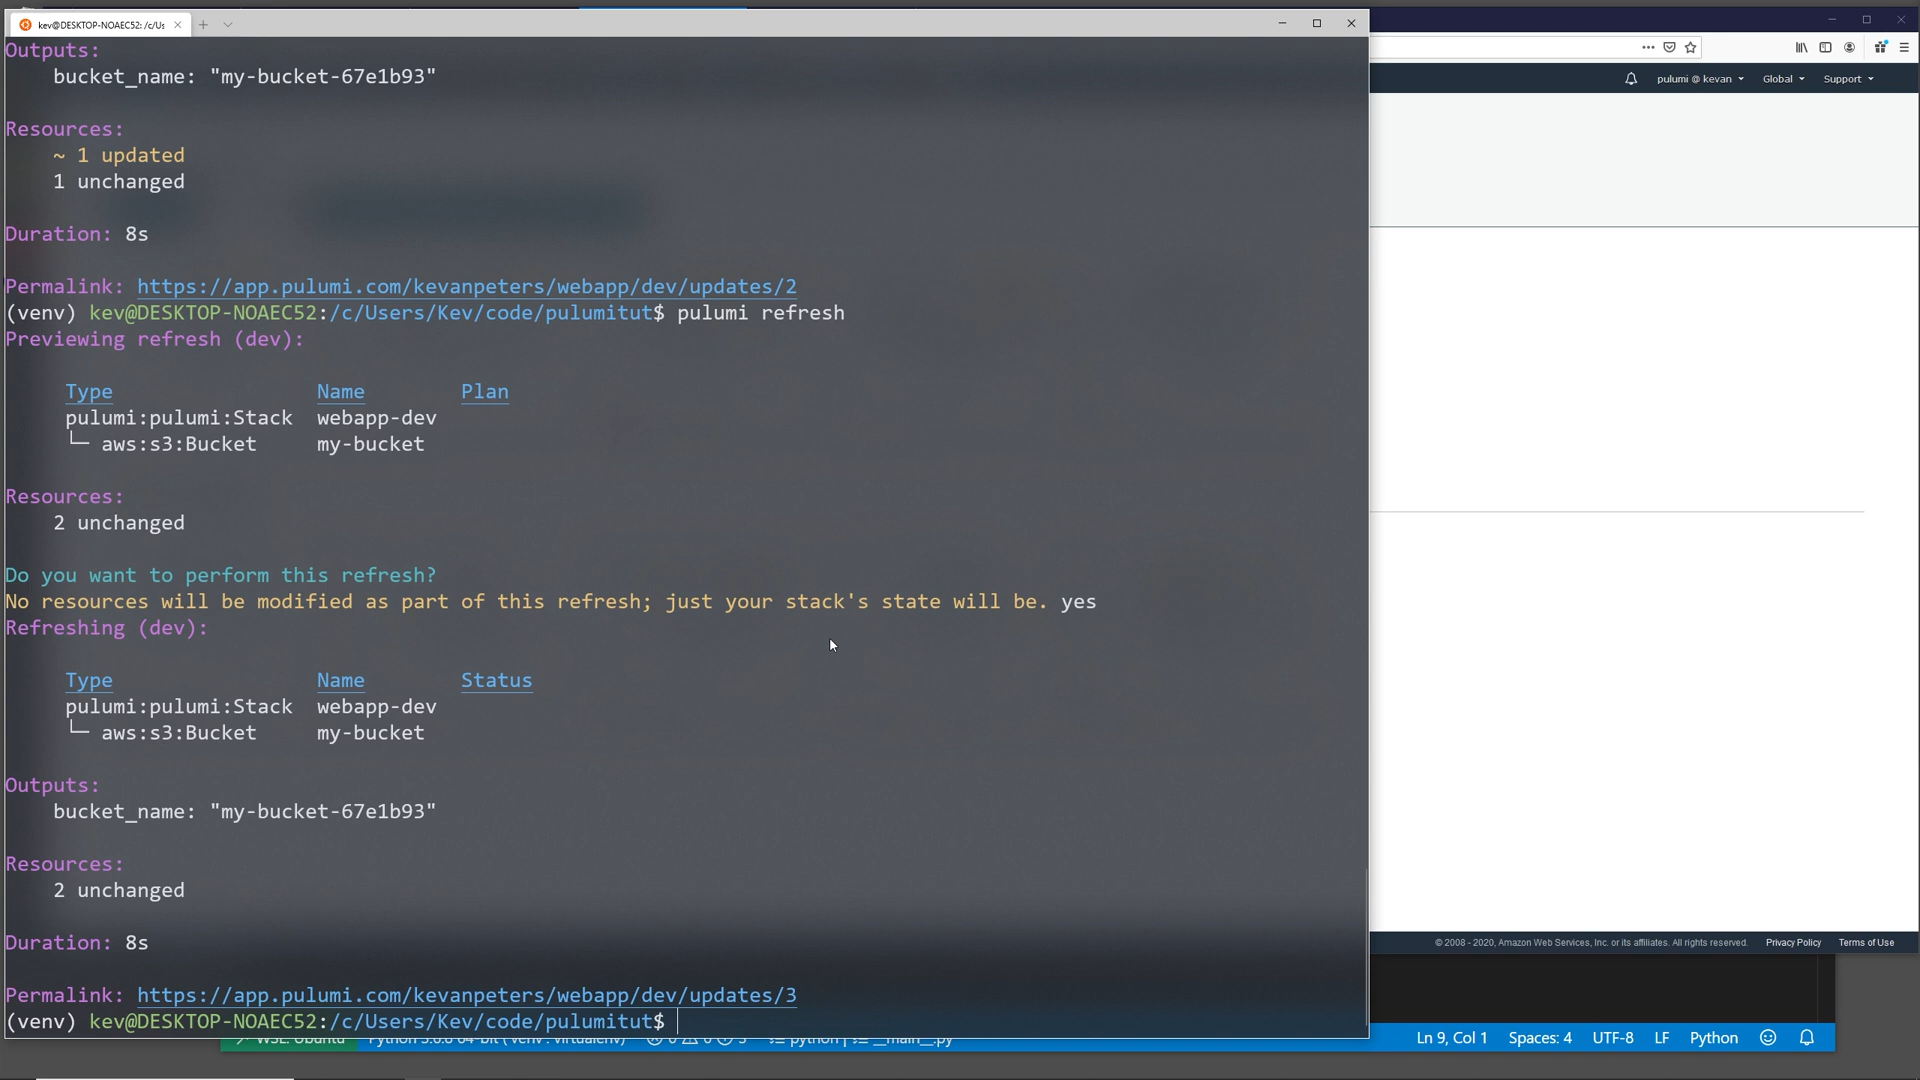 kev@DESKTOP-NOAEC52: /c/Us
Outputs:
bucket_name: "my-bucket-67e1b93"
Resources:
~ 1 updated
1 unchanged
Duration: 8s
Permalink: https://app.pulumi.com/kevanpeters/webapp/dev/updates/2
(venv) kev@DESKTOP-NOAEC52:/c/Users/Kev/code/pulumitut$ pulumi refresh
Previewing refresh (dev):
Type Name Plan
pulumi:pulumi:Stack webapp-dev
└─ aws:s3:Bucket my-bucket
Resources:
2 unchanged
Do you want to perform this refresh?
No resources will be modified as part of this refresh; just your stack's state will be. yes
Refreshing (dev):
Type Name Status
pulumi:pulumi:Stack webapp-dev
└─ aws:s3:Bucket my-bucket
Outputs:
bucket_name: "my-bucket-67e1b93"
Resources:
2 unchanged
Duration: 8s
Permalink: https://app.pulumi.com/kevanpeters/webapp/dev/updates/3
(venv) kev@DESKTOP-NOAEC52:/c/Users/Kev/code/pulumitut$
pulumi @ kevan Global Support
© 2008 - 2020, Amazon Web Services, Inc. or its affiliates. All rights reserved. Privacy Policy Terms of Use
WSL: Ubuntu python | __main__.py Ln 9, Col 1 Spaces: 4 UTF-8 LF Python